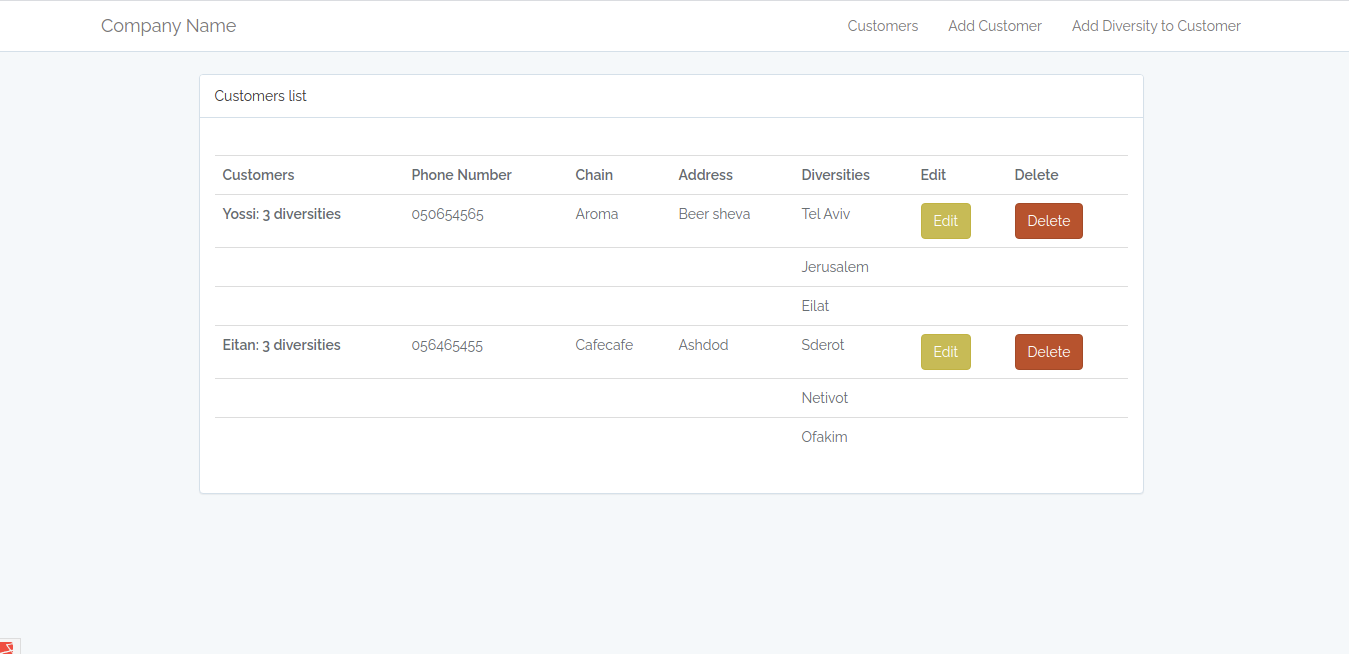 Company Name Customers Add Customer Add Diversity to Customer
Customers list
Customers Phone Number Chain Address Diversities Edit Delete
Yossi: 3 diversities 050654565 Aroma Beer sheva Tel Aviv Edit Delete
Jerusalem
Eilat
Eitan: 3 diversities 056465455 Cafecafe Ashdod Sderot Edit Delete
Netivot
Ofakim